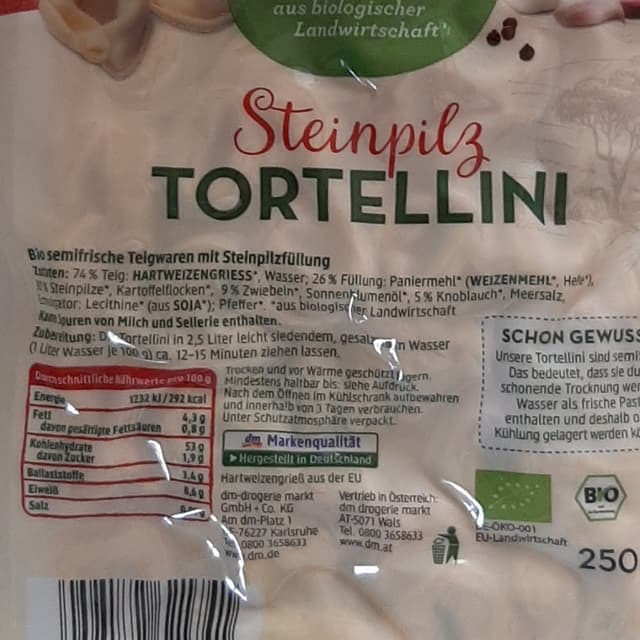 aus biologischer
Landwirtschaft
Steinpilz
TORTELLINI
Bio semifrische Teigwaren mit Steinpilzfüllung
Zutaten: 74 % Teig: HARTWEIZENGRIESS*, Wasser; 26 % Füllung: Paniermehl* (WEIZENMEHL*, Hefe*),
Steinpilze*, Kartoffelflocken*, 9 % Zwiebeln*, Sonnenblumenöl*, 5 % Knoblauch*, Meersalz,
Emulgator: Lecithine* (aus SOJA*); Pfeffer*. *aus biologischer Landwirtschaft
Kann Spuren von Milch und Sellerie enthalten.
Zubereitung: Die Tortellini in 2,5 Liter leicht siedendem, Wasser
(1 Liter Wasser je 100 g) ca. 12-15 Minuten ziehen lassen.
Durchschnittliche Nährwerte pro 100 g
Energie 1232 kJ/292 kcal
Fett 4,3 g
davon gesättigte Fettsäuren 0,8 g
Kohlenhydrate 53 g
davon Zucker 1,9 g
Ballaststoffe 3,4 g
Eiweiß 8,6 g
Salz
Trocken und vor Wärme geschützt lagern.
Mindestens haltbar bis: siehe Aufdruck.
Nach dem Öffnen im Kühlschrank aufbewahren
und innerhalb von 3 Tagen verbrauchen.
Unter Schutzatmosphäre verpackt.
dm Markenqualität
Hergestellt in Deutschland
Hartweizengrieß aus der EU
dm-drogerie markt
GmbH + Co. KG
Am dm-Platz 1
DE-76227 Karlsruhe
Tel. 0800 3658633
www.dm.de
Vertrieb in Österreich:
dm drogerie markt
AT-5071 Wals
Tel. 0800 3658633
www.dm.at
SCHON GEWUSS
Unsere Tortellini sind semi
Das bedeutet, dass sie du
schonende Trocknung we
Wasser als frische Past
enthalten und deshalb o
Kühlung gelagert werden kö
DE-ÖKO-001
EU-Landwirtschaft
BIO
250